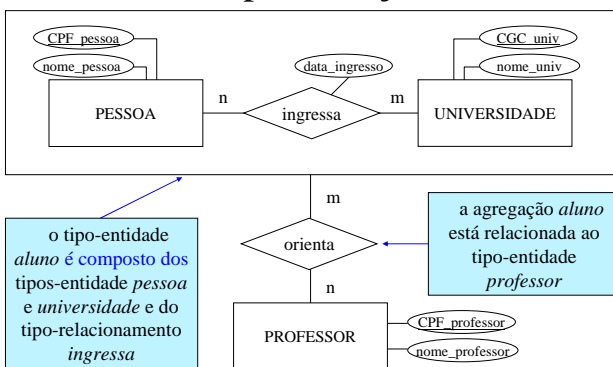 CPF_pessoa
nome_pessoa
data_ingresso
CGC_univ
nome_univ
PESSOA
n
ingressa
m
UNIVERSIDADE
m
o tipo-entidade
aluno é composto dos
tipos-entidade pessoa
e universidade e do
tipo-relacionamento
ingressa
orienta
a agregação aluno
está relacionada ao
tipo-entidade
professor
n
PROFESSOR
CPF_professor
nome_professor